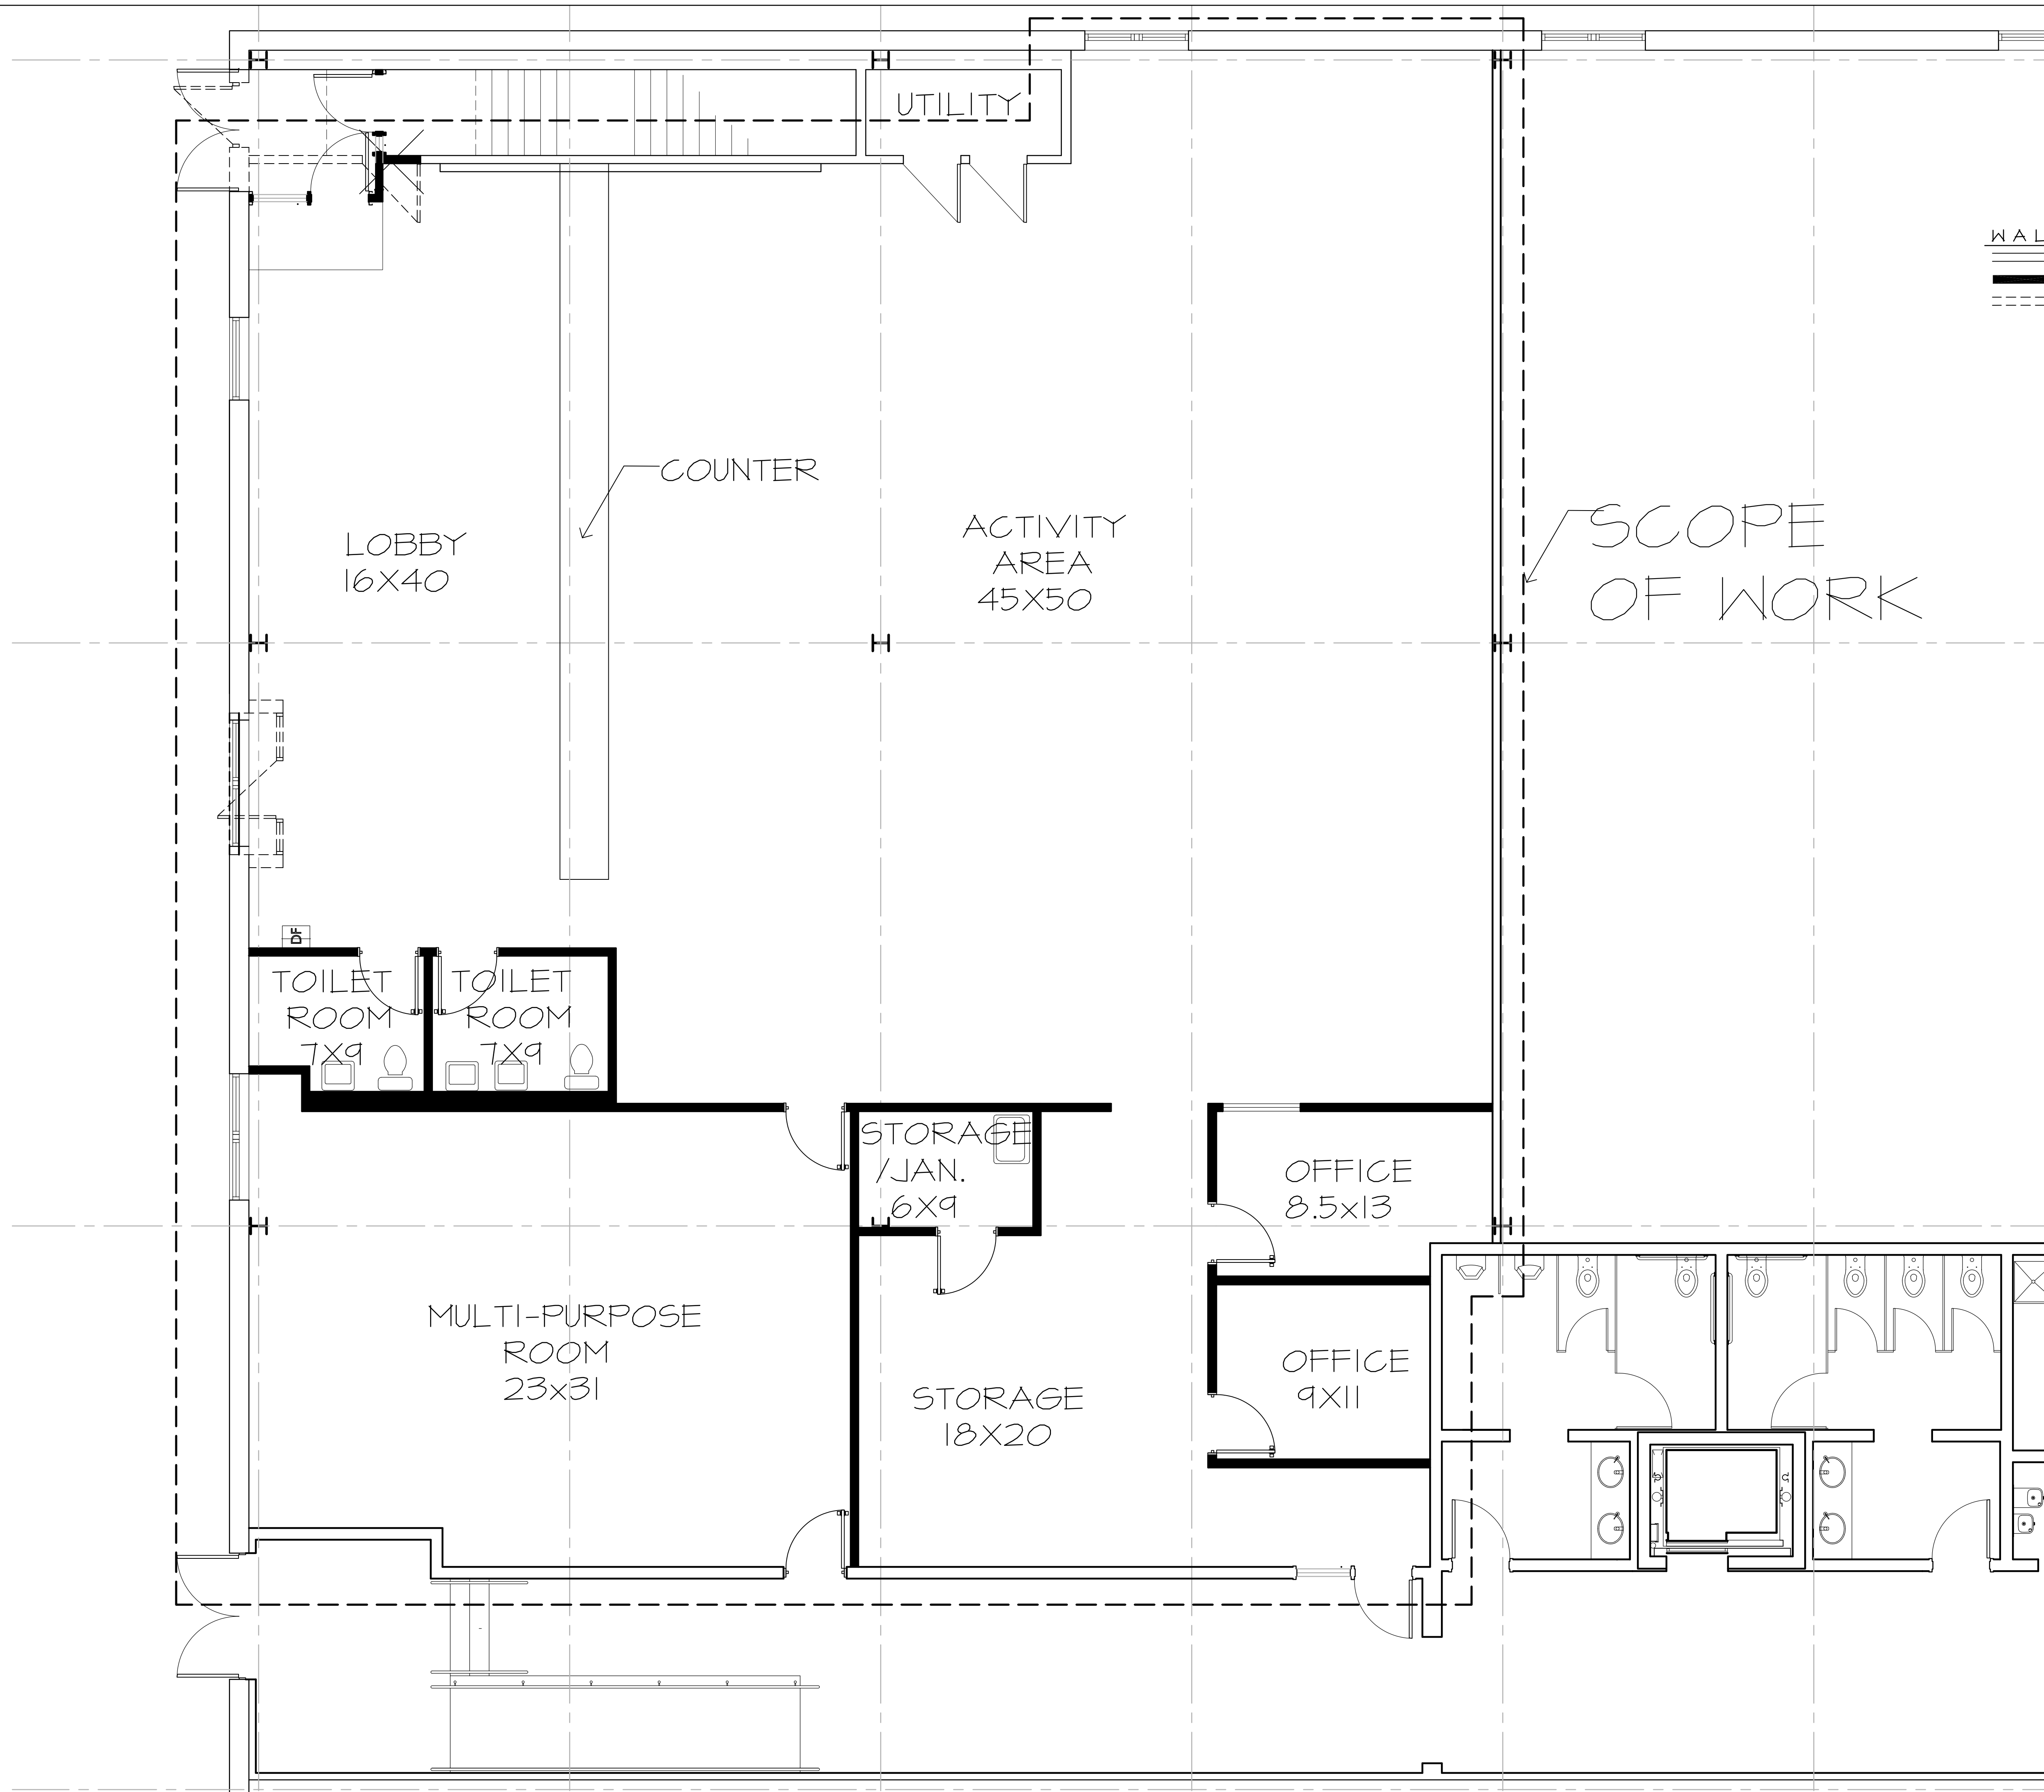 UTILITY
WAL
COUNTER
LOBBY
16X40
ACTIVITY
AREA
45X50
SCOPE
OF WORK
DF
TOILET
ROOM
7X9
TOILET
ROOM
7X9
STORAGE
/JAN.
6X9
OFFICE
8.5x13
MULTI-PURPOSE
ROOM
23x31
OFFICE
9X11
STORAGE
18X20